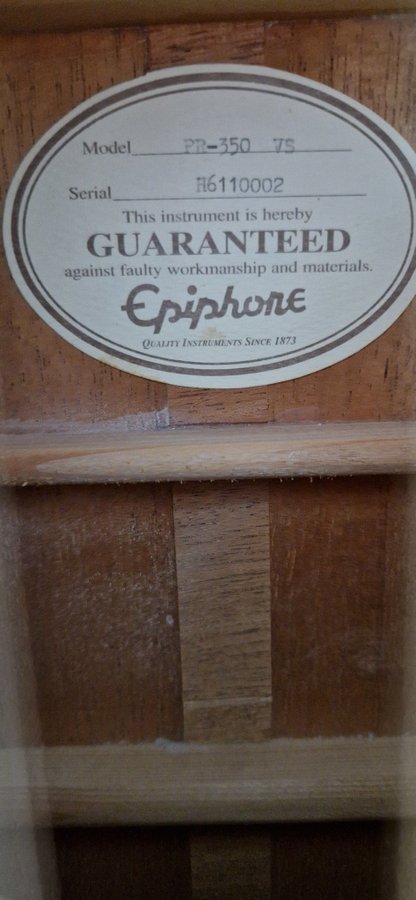 Model PR-350 VS
Serial R6110002
This instrument is hereby
GUARANTEED
against faulty workmanship and materials.
Epiphone
QUALITY INSTRUMENTS SINCE 1873